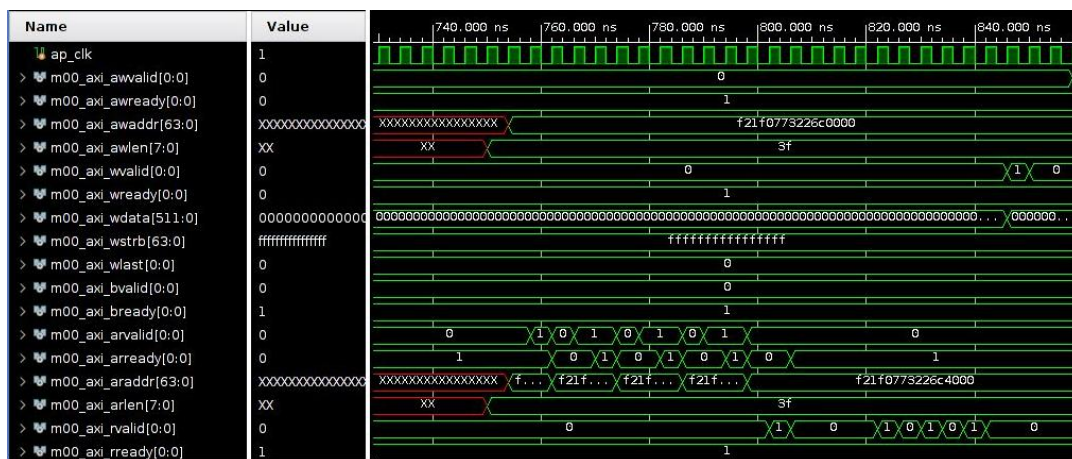 Name Value 740.000 ns 760.000 ns 780.000 ns 800.000 ns 820.000 ns 840.000 ns
ap_clk 1
m00_axi_awvalid[0:0] 0 0
m00_axi_awready[0:0] 0 1
m00_axi_awaddr[63:0] XXXXXXXXXXXXXX XXXXXXXXXXXXXXXX f21f0773226c0000
m00_axi_awlen[7:0] XX XX 3f
m00_axi_wvalid[0:0] 0 0 1 0
m00_axi_wready[0:0] 0 1
m00_axi_wdata[511:0] 00000000000000 000000... 
m00_axi_wstrb[63:0] ffffffffffffffff ffffffffffffffff
m00_axi_wlast[0:0] 0 0
m00_axi_bvalid[0:0] 0 0
m00_axi_bready[0:0] 1 1
m00_axi_arvalid[0:0] 0 0 1 0 1 0 1 0 1 0
m00_axi_arready[0:0] 0 1 0 1 0 1 0 1 0 1
m00_axi_araddr[63:0] XXXXXXXXXXXXXX XXXXXXXXXXXXXXXX f... f21f... f21f... f21f... f21f0773226c4000
m00_axi_arlen[7:0] XX XX 3f
m00_axi_rvalid[0:0] 0 0 1 0 1 0 1 0 1 0
m00_axi_rready[0:0] 1 1